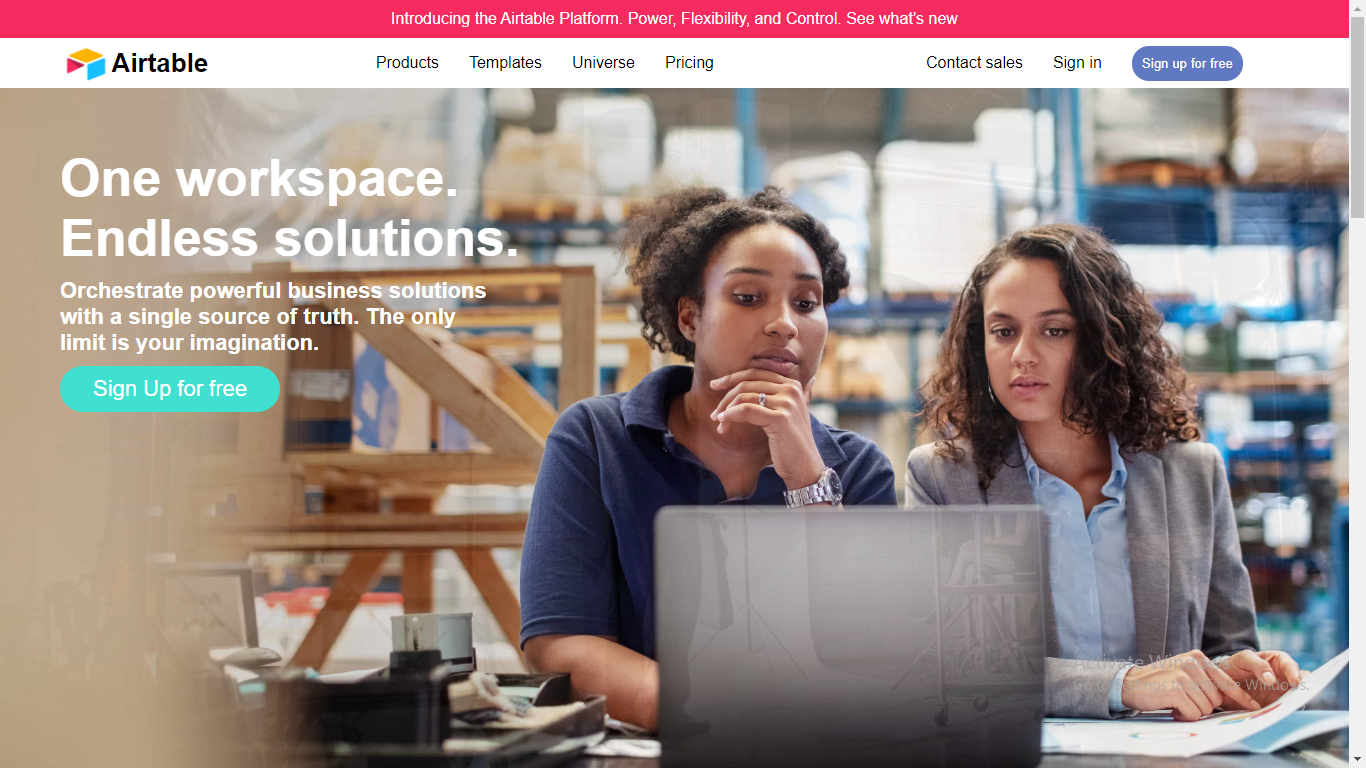 Introducing the Airtable Platform. Power, Flexibility, and Control. See what's new
Airtable
Products
Templates
Universe
Pricing
Contact sales
Sign in
Sign up for free
One workspace.
Endless solutions.
Orchestrate powerful business solutions
with a single source of truth. The only
limit is your imagination.
Sign Up for free
Activate Windows
Go to Settings to activate Windows.